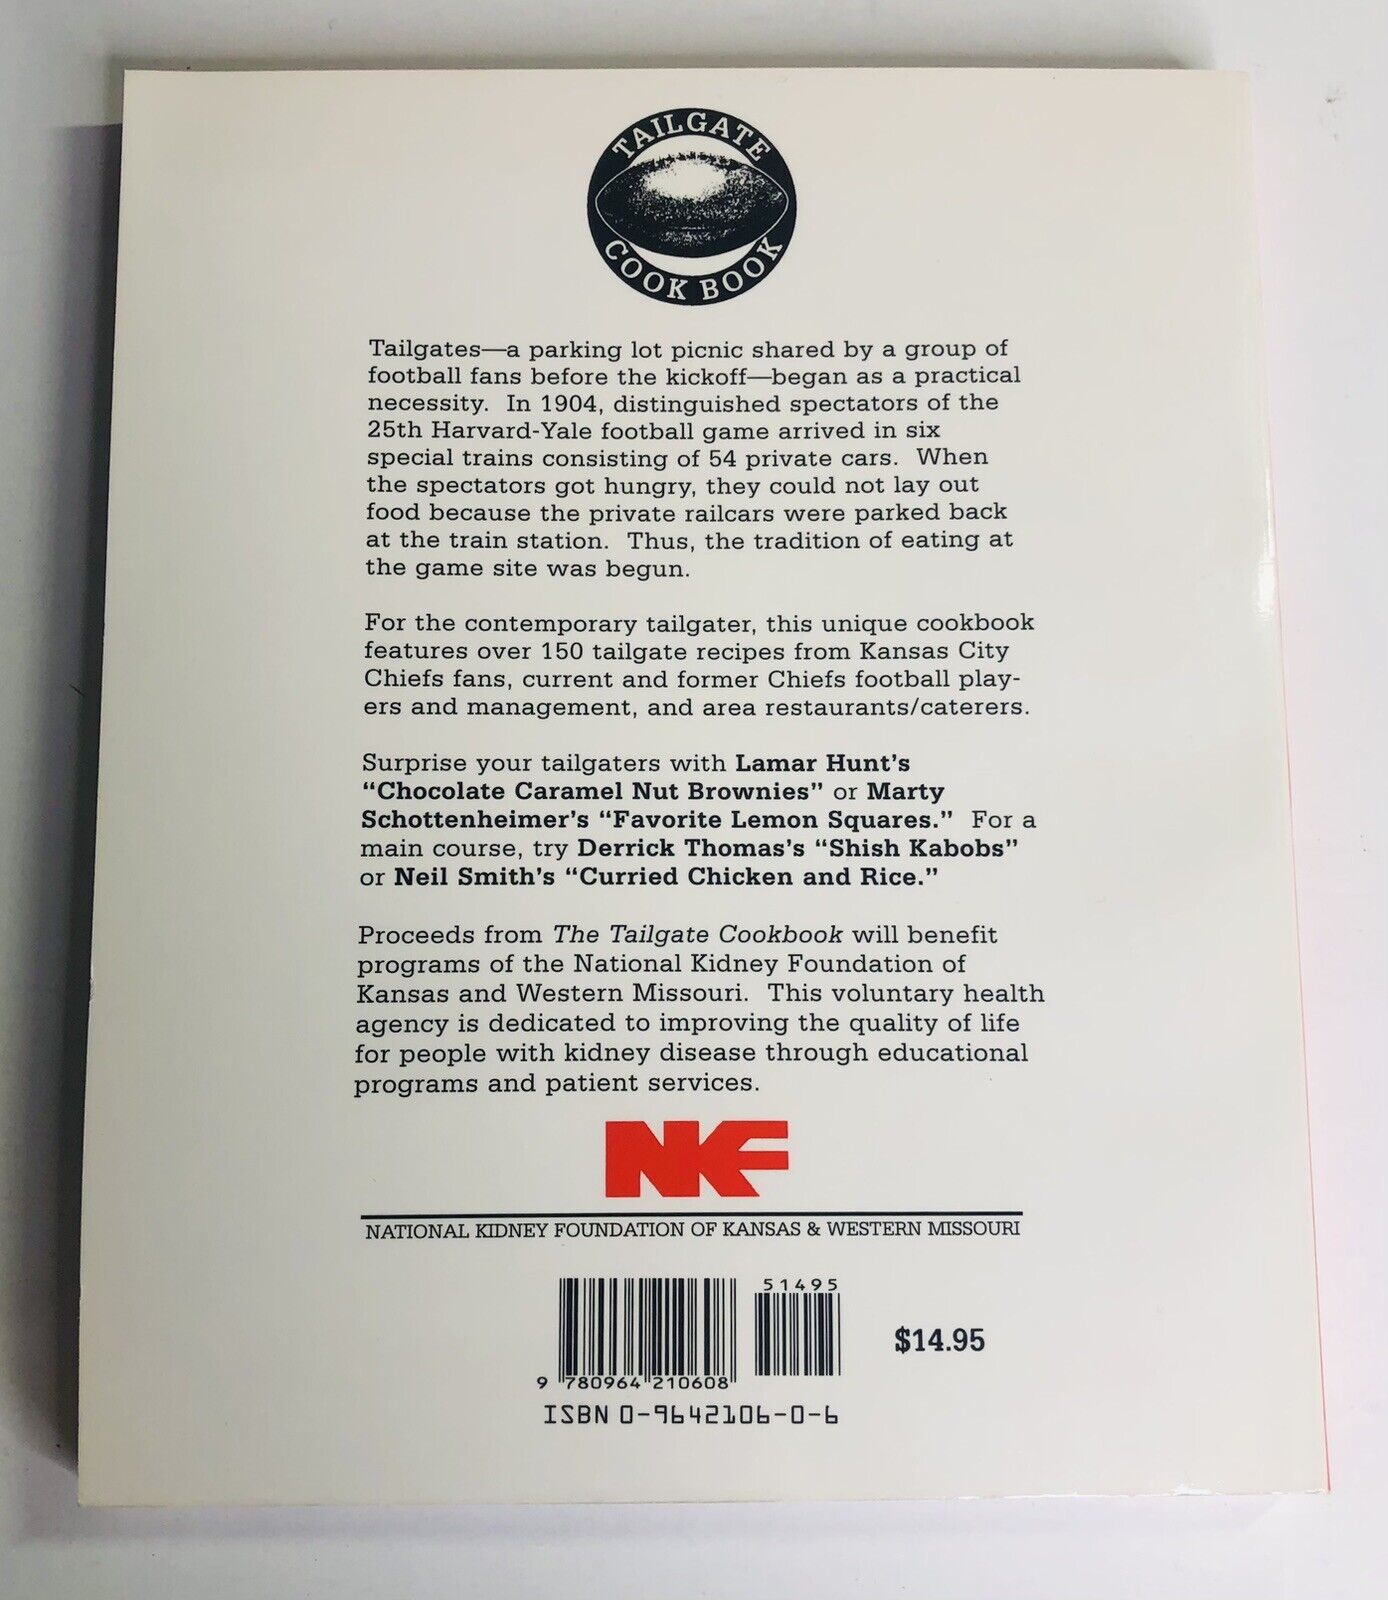 TAILGATE
COOK BOOK
Tailgates—a parking lot picnic shared by a group of
football fans before the kickoff—began as a practical
necessity. In 1904, distinguished spectators of the
25th Harvard-Yale football game arrived in six
special trains consisting of 54 private cars. When
the spectators got hungry, they could not lay out
food because the private railcars were parked back
at the train station. Thus, the tradition of eating at
the game site was begun.
For the contemporary tailgater, this unique cookbook
features over 150 tailgate recipes from Kansas City
Chiefs fans, current and former Chiefs football play-
ers and management, and area restaurants/caterers.
Surprise your tailgaters with Lamar Hunt's
“Chocolate Caramel Nut Brownies” or Marty
Schottenheimer's “Favorite Lemon Squares.” For a
main course, try Derrick Thomas's “Shish Kabobs”
or Neil Smith's “Curried Chicken and Rice.”
Proceeds from The Tailgate Cookbook will benefit
programs of the National Kidney Foundation of
Kansas and Western Missouri. This voluntary health
agency is dedicated to improving the quality of life
for people with kidney disease through educational
programs and patient services.
NKF
NATIONAL KIDNEY FOUNDATION OF KANSAS & WESTERN MISSOURI
51495
$14.95
9 780964 210608
ISBN 0-9642106-0-6